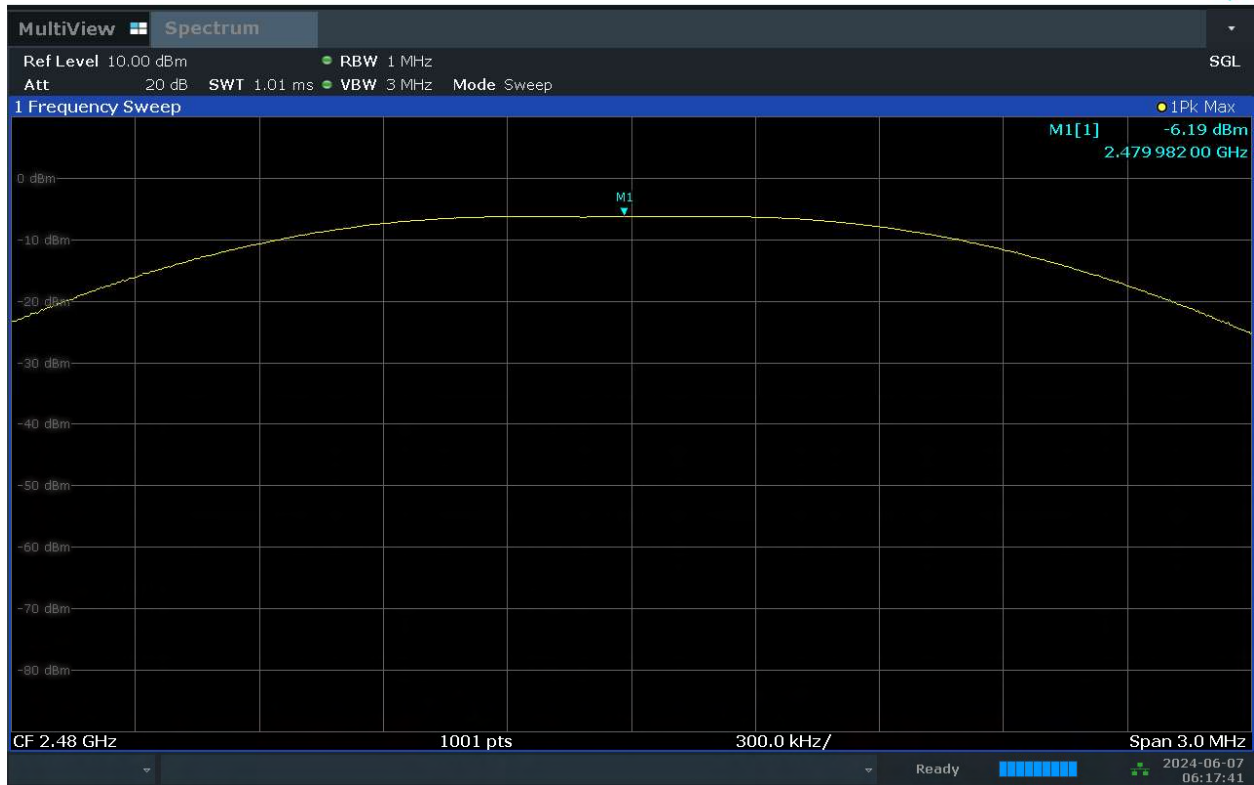 MultiView Spectrum
Ref Level 10.00 dBm RBW 1 MHz SGL
Att 20 dB SWT 1.01 ms VBW 3 MHz Mode Sweep
1 Frequency Sweep 1Pk Max
M1[1] -6.19 dBm
2.479 982 00 GHz
0 dBm
M1
-10 dBm
-20 dBm
-30 dBm
-40 dBm
-50 dBm
-60 dBm
-70 dBm
-80 dBm
CF 2.48 GHz 1001 pts 300.0 kHz/ Span 3.0 MHz
Ready 2024-06-07
06:17:41